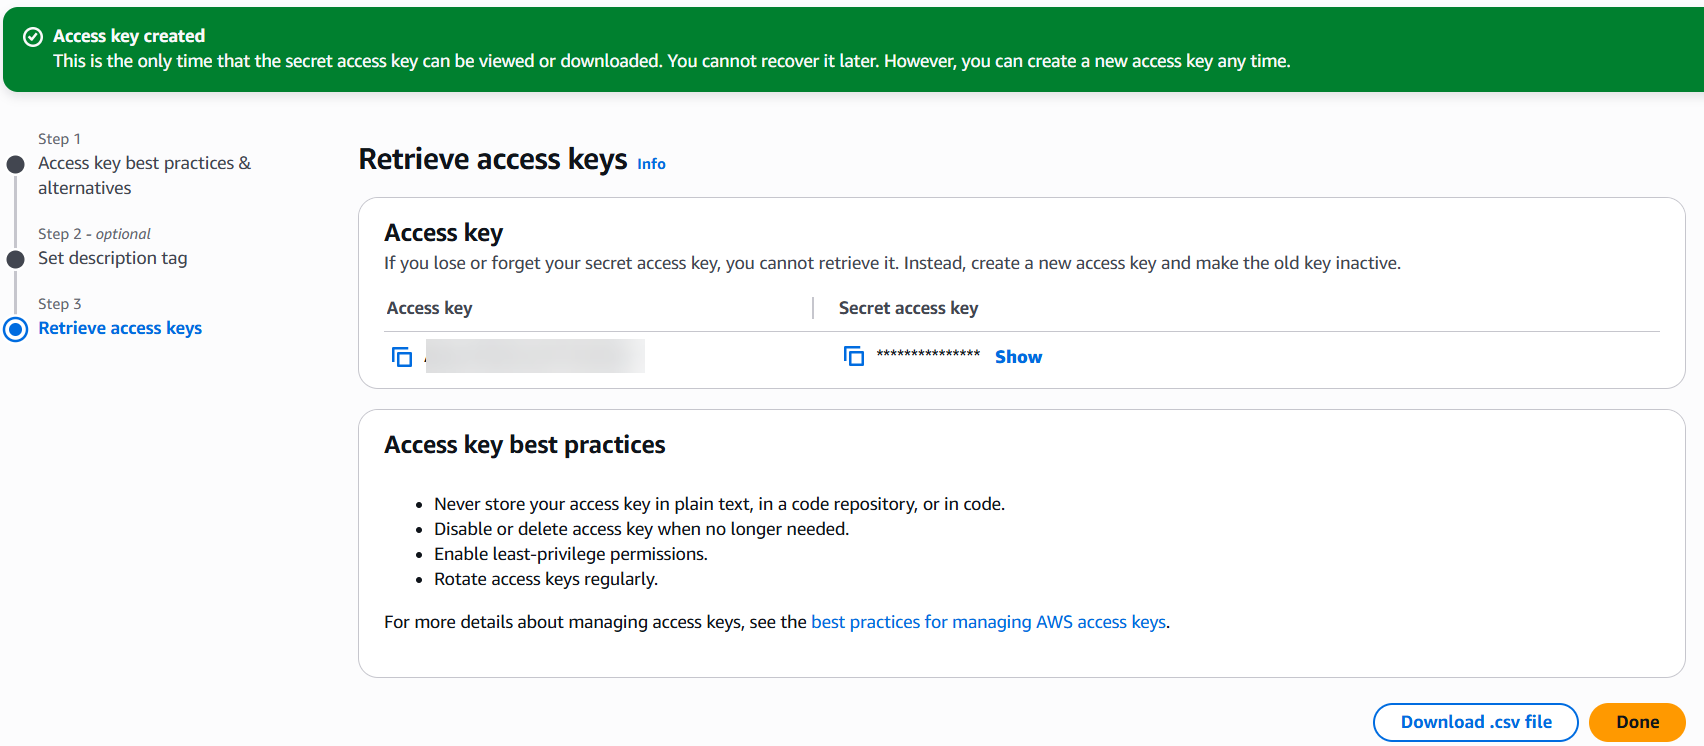 Access key created
This is the only time that the secret access key can be viewed or downloaded. You cannot recover it later. However, you can create a new access key any time.
Step 1
Access key best practices &
alternatives
Step 2 - optional
Set description tag
Step 3
Retrieve access keys
Retrieve access keys Info
Access key
If you lose or forget your secret access key, you cannot retrieve it. Instead, create a new access key and make the old key inactive.
Access key Secret access key
*************** Show
Access key best practices
• Never store your access key in plain text, in a code repository, or in code.
• Disable or delete access key when no longer needed.
• Enable least-privilege permissions.
• Rotate access keys regularly.
For more details about managing access keys, see the best practices for managing AWS access keys.
Download .csv file Done